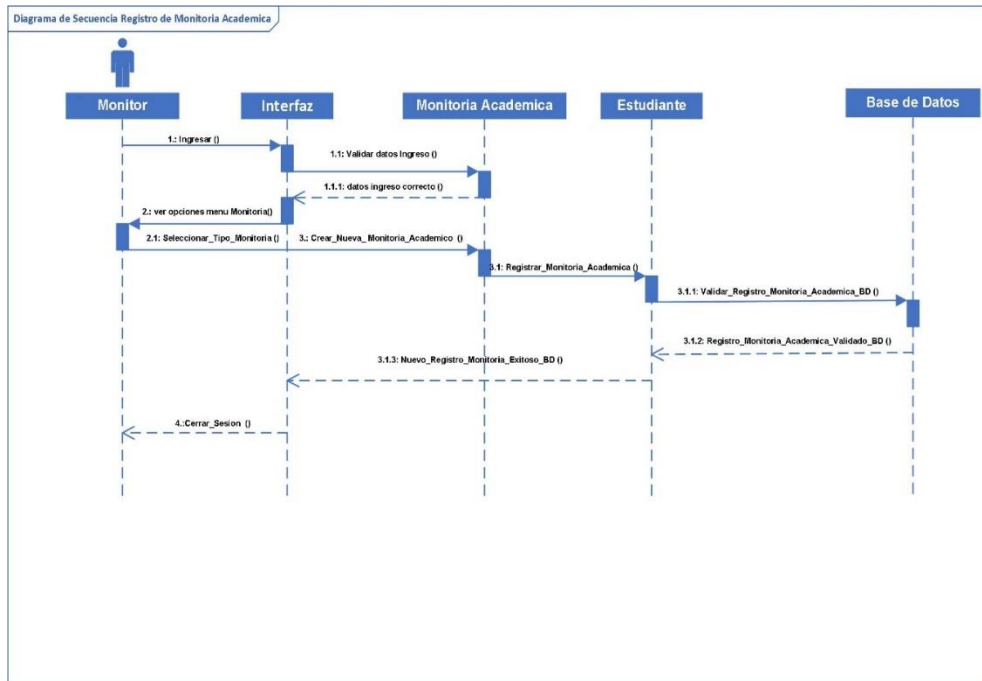 Diagrama de Secuencia Registro de Monitoria Academica
Monitor
Interfaz
Monitoria Academica
Estudiante
Base de Datos
1.: Ingresar ()
1.1: Validar datos Ingreso ()
1.1.1: datos ingreso correcto ()
2.: ver opciones menu Monitoria()
2.1: Seleccionar_Tipo_Monitoria ()
3.: Crear_Nueva_ Monitoria_Academico ()
3.1: Registrar_Monitoria_Academica ()
3.1.1: Validar_Registro_Monitoria_Academica_BD ()
3.1.2: Registro_Monitoria_Academica_Validado_BD ()
3.1.3: Nuevo_Registro_Monitoria_Exitoso_BD ()
4.:Cerrar_Sesion ()